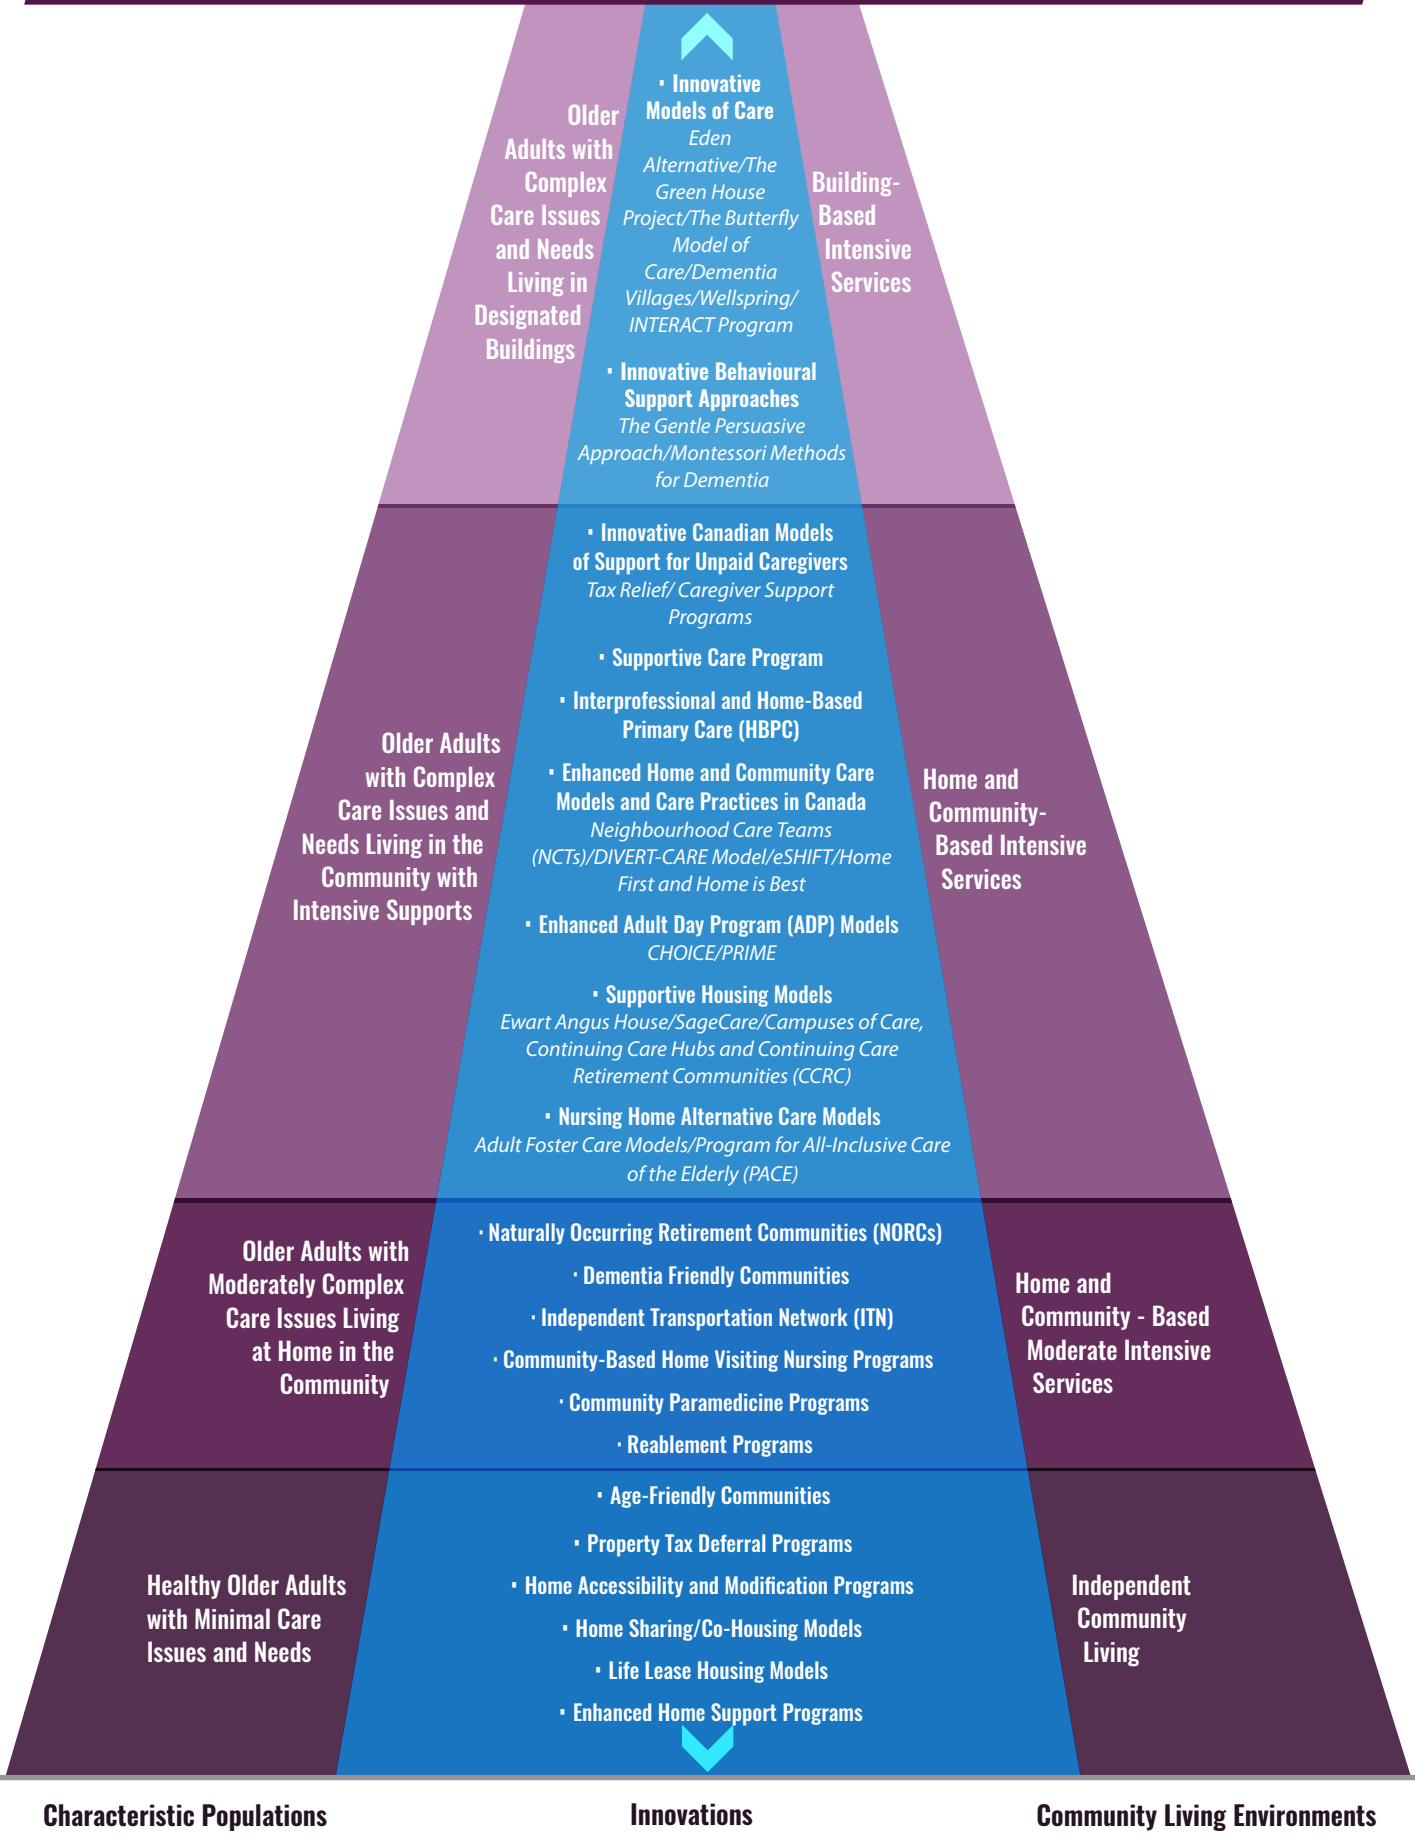 Older
Adults with
Complex
Care Issues
and Needs
Living in
Designated
Buildings
· Innovative
Models of Care
Eden
Alternative/The
Green House
Project/The Butterfly
Model of
Care/Dementia
Villages/Wellspring/
INTERACT Program
· Innovative Behavioural
Support Approaches
The Gentle Persuasive
Approach/Montessori Methods
for Dementia
Building-
Based
Intensive
Services
Older Adults
with Complex
Care Issues and
Needs Living in the
Community with
Intensive Supports
· Innovative Canadian Models
of Support for Unpaid Caregivers
Tax Relief/ Caregiver Support
Programs
· Supportive Care Program
· Interprofessional and Home-Based
Primary Care (HBPC)
· Enhanced Home and Community Care
Models and Care Practices in Canada
Neighbourhood Care Teams
(NCTs)/DIVERT-CARE Model/eSHIFT/Home
First and Home is Best
· Enhanced Adult Day Program (ADP) Models
CHOICE/PRIME
· Supportive Housing Models
Ewart Angus House/SageCare/Campuses of Care,
Continuing Care Hubs and Continuing Care
Retirement Communities (CCRC)
· Nursing Home Alternative Care Models
Adult Foster Care Models/Program for All-Inclusive Care
of the Elderly (PACE)
Home and
Community-
Based Intensive
Services
Older Adults with
Moderately Complex
Care Issues Living
at Home in the
Community
· Naturally Occurring Retirement Communities (NORCs)
· Dementia Friendly Communities
· Independent Transportation Network (ITN)
· Community-Based Home Visiting Nursing Programs
· Community Paramedicine Programs
· Reablement Programs
Home and
Community - Based
Moderate Intensive
Services
Healthy Older Adults
with Minimal Care
Issues and Needs
· Age-Friendly Communities
· Property Tax Deferral Programs
· Home Accessibility and Modification Programs
· Home Sharing/Co-Housing Models
· Life Lease Housing Models
· Enhanced Home Support Programs
Independent
Community
Living
Characteristic Populations
Innovations
Community Living Environments